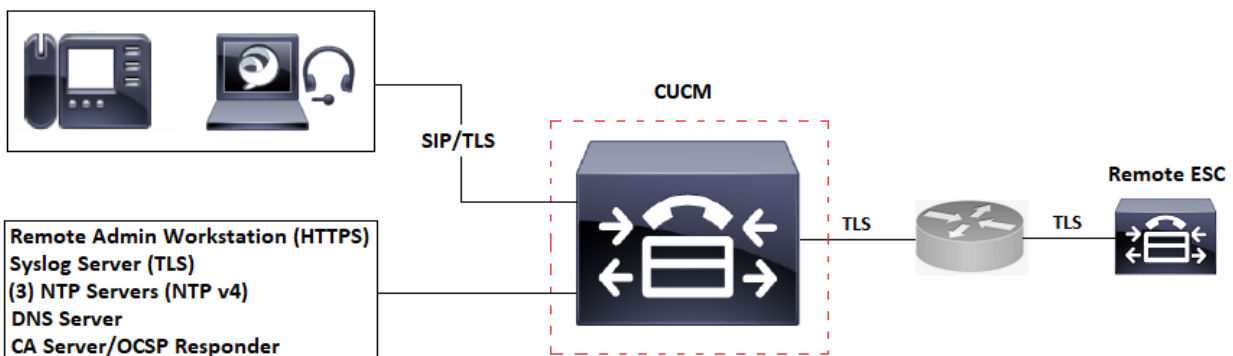 CUCM
SIP/TLS
Remote ESC
TLS
TLS
Remote Admin Workstation (HTTPS)
Syslog Server (TLS)
(3) NTP Servers (NTP v4)
DNS Server
CA Server/OCSP Responder